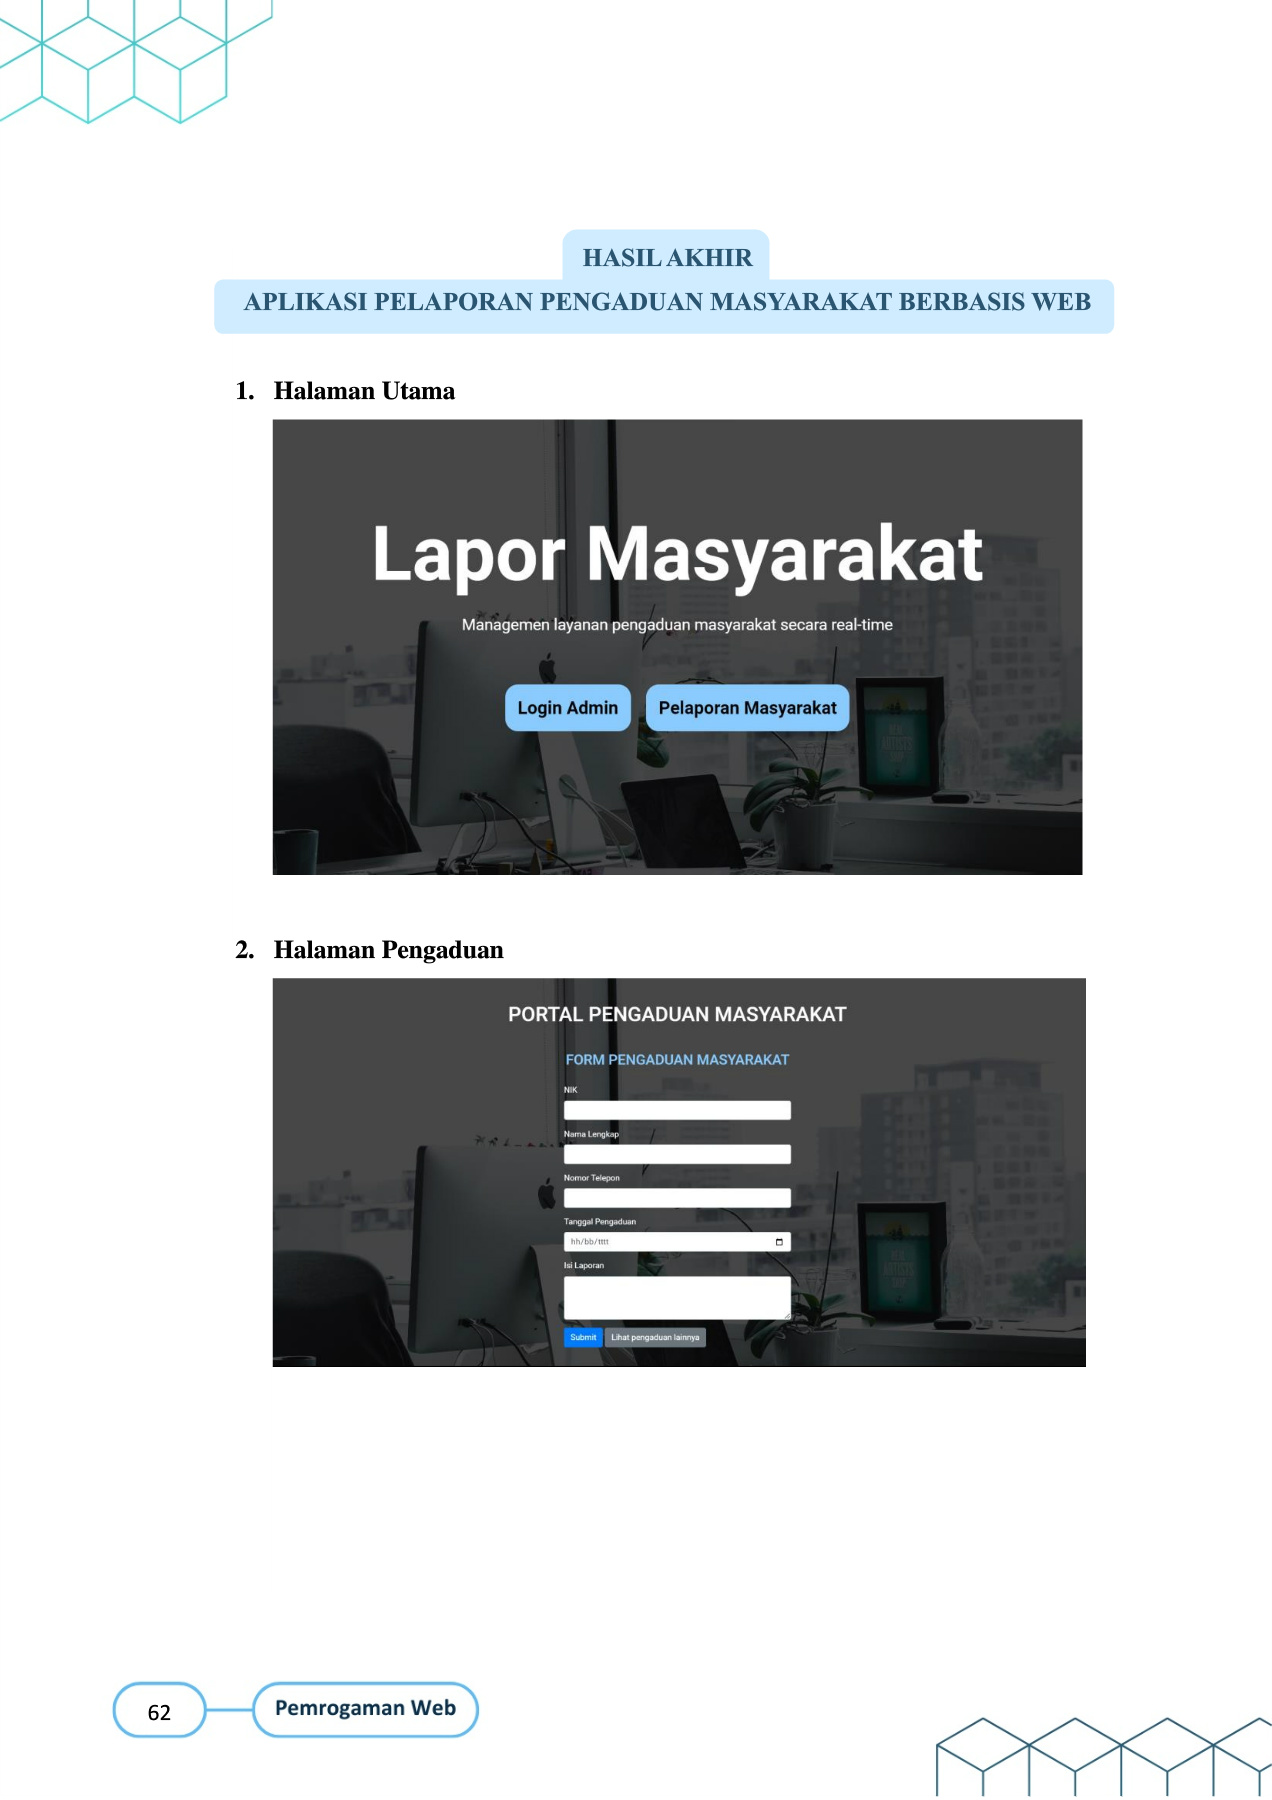 HASIL AKHIR
APLIKASI PELAPORAN PENGADUAN MASYARAKAT BERBASIS WEB
1. Halaman Utama
Lapor Masyarakat
Managemen layanan pengaduan masyarakat secara real-time
Login Admin
Pelaporan Masyarakat
2. Halaman Pengaduan
PORTAL PENGADUAN MASYARAKAT
FORM PENGADUAN MASYARAKAT
NIK
Nama Lengkap
Nomor Telepon
Tanggal Pengaduan
hh/bb/tttt
Isi Laporan
Submit
Lihat pengaduan lainnya
62
Pemrogaman Web